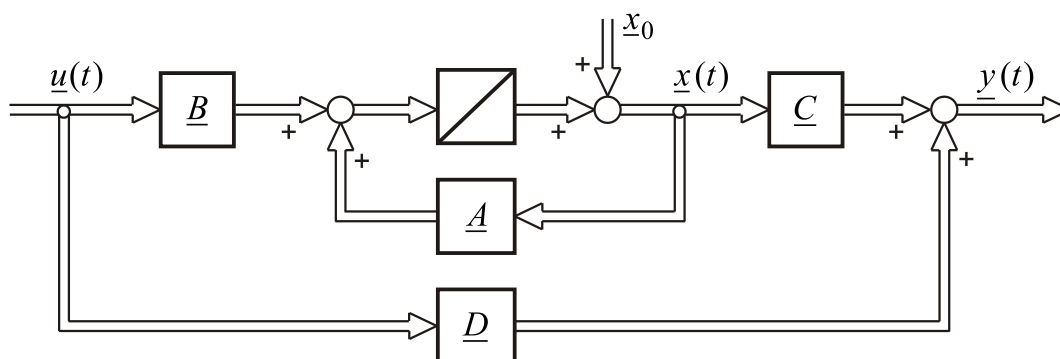 x₀
u(t)
x(t)
y(t)
B
C
+
+
+
+
+
+
A
D